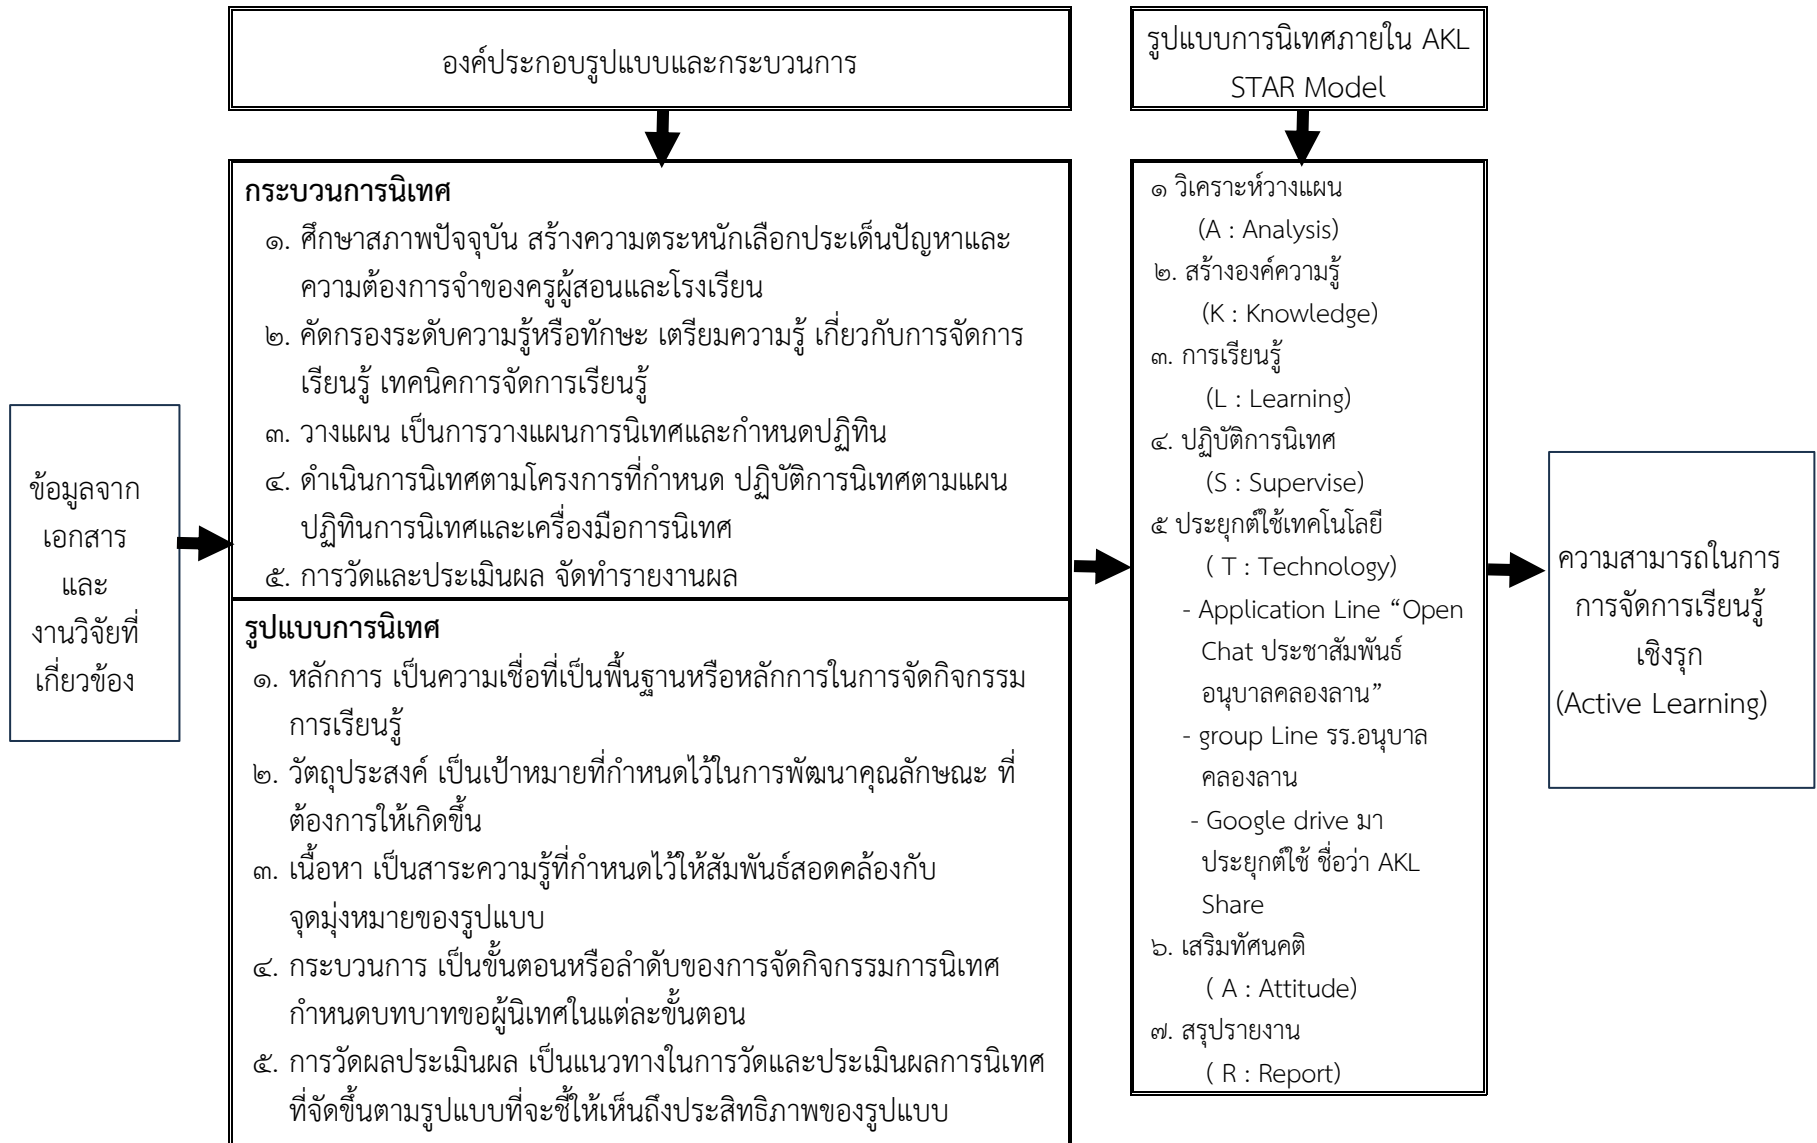 องค์ประกอบรูปแบบและกระบวนการ
รูปแบบการนิเทศภายใน AKL
STAR Model
ข้อมูลจาก
เอกสาร
และ
งานวิจัยที่
เกี่ยวข้อง
กระบวนการนิเทศ
๑. ศึกษาสภาพปัจจุบัน สร้างความตระหนักเลือกประเด็นปัญหาและ
ความต้องการจำของครูผู้สอนและโรงเรียน
๒. คัดกรองระดับความรู้หรือทักษะ เตรียมความรู้ เกี่ยวกับการจัดการ
เรียนรู้ เทคนิคการจัดการเรียนรู้
๓. วางแผน เป็นการวางแผนการนิเทศและกำหนดปฏิทิน
๔. ดำเนินการนิเทศตามโครงการที่กำหนด ปฏิบัติการนิเทศตามแผน
ปฏิทินการนิเทศและเครื่องมือการนิเทศ
๕. การวัดและประเมินผล จัดทำรายงานผล
รูปแบบการนิเทศ
๑. หลักการ เป็นความเชื่อที่เป็นพื้นฐานหรือหลักการในการจัดกิจกรรม
การเรียนรู้
๒. วัตถุประสงค์ เป็นเป้าหมายที่กำหนดไว้ในการพัฒนาคุณลักษณะ ที่
ต้องการให้เกิดขึ้น
๓. เนื้อหา เป็นสาระความรู้ที่กำหนดไว้ให้สัมพันธ์สอดคล้องกับ
จุดมุ่งหมายของรูปแบบ
๔. กระบวนการ เป็นขั้นตอนหรือลำดับของการจัดกิจกรรมการนิเทศ
กำหนดบทบาทขอผู้นิเทศในแต่ละขั้นตอน
๕. การวัดผลประเมินผล เป็นแนวทางในการวัดและประเมินผลการนิเทศ
ที่จัดขึ้นตามรูปแบบที่จะชี้ให้เห็นถึงประสิทธิภาพของรูปแบบ
๑ วิเคราะห์วางแผน
(A : Analysis)
๒. สร้างองค์ความรู้
(K : Knowledge)
๓. การเรียนรู้
(L : Learning)
๔. ปฏิบัติการนิเทศ
(S : Supervise)
๕ ประยุกต์ใช้เทคโนโลยี
( T : Technology)
- Application Line “Open
Chat ประชาสัมพันธ์
อนุบาลคลองลาน”
- group Line รร.อนุบาล
คลองลาน
- Google drive มา
ประยุกต์ใช้ ชื่อว่า AKL
Share
๖. เสริมทัศนคติ
( A : Attitude)
๗. สรุปรายงาน
( R : Report)
ความสามารถในการ
การจัดการเรียนรู้
เชิงรุก
(Active Learning)